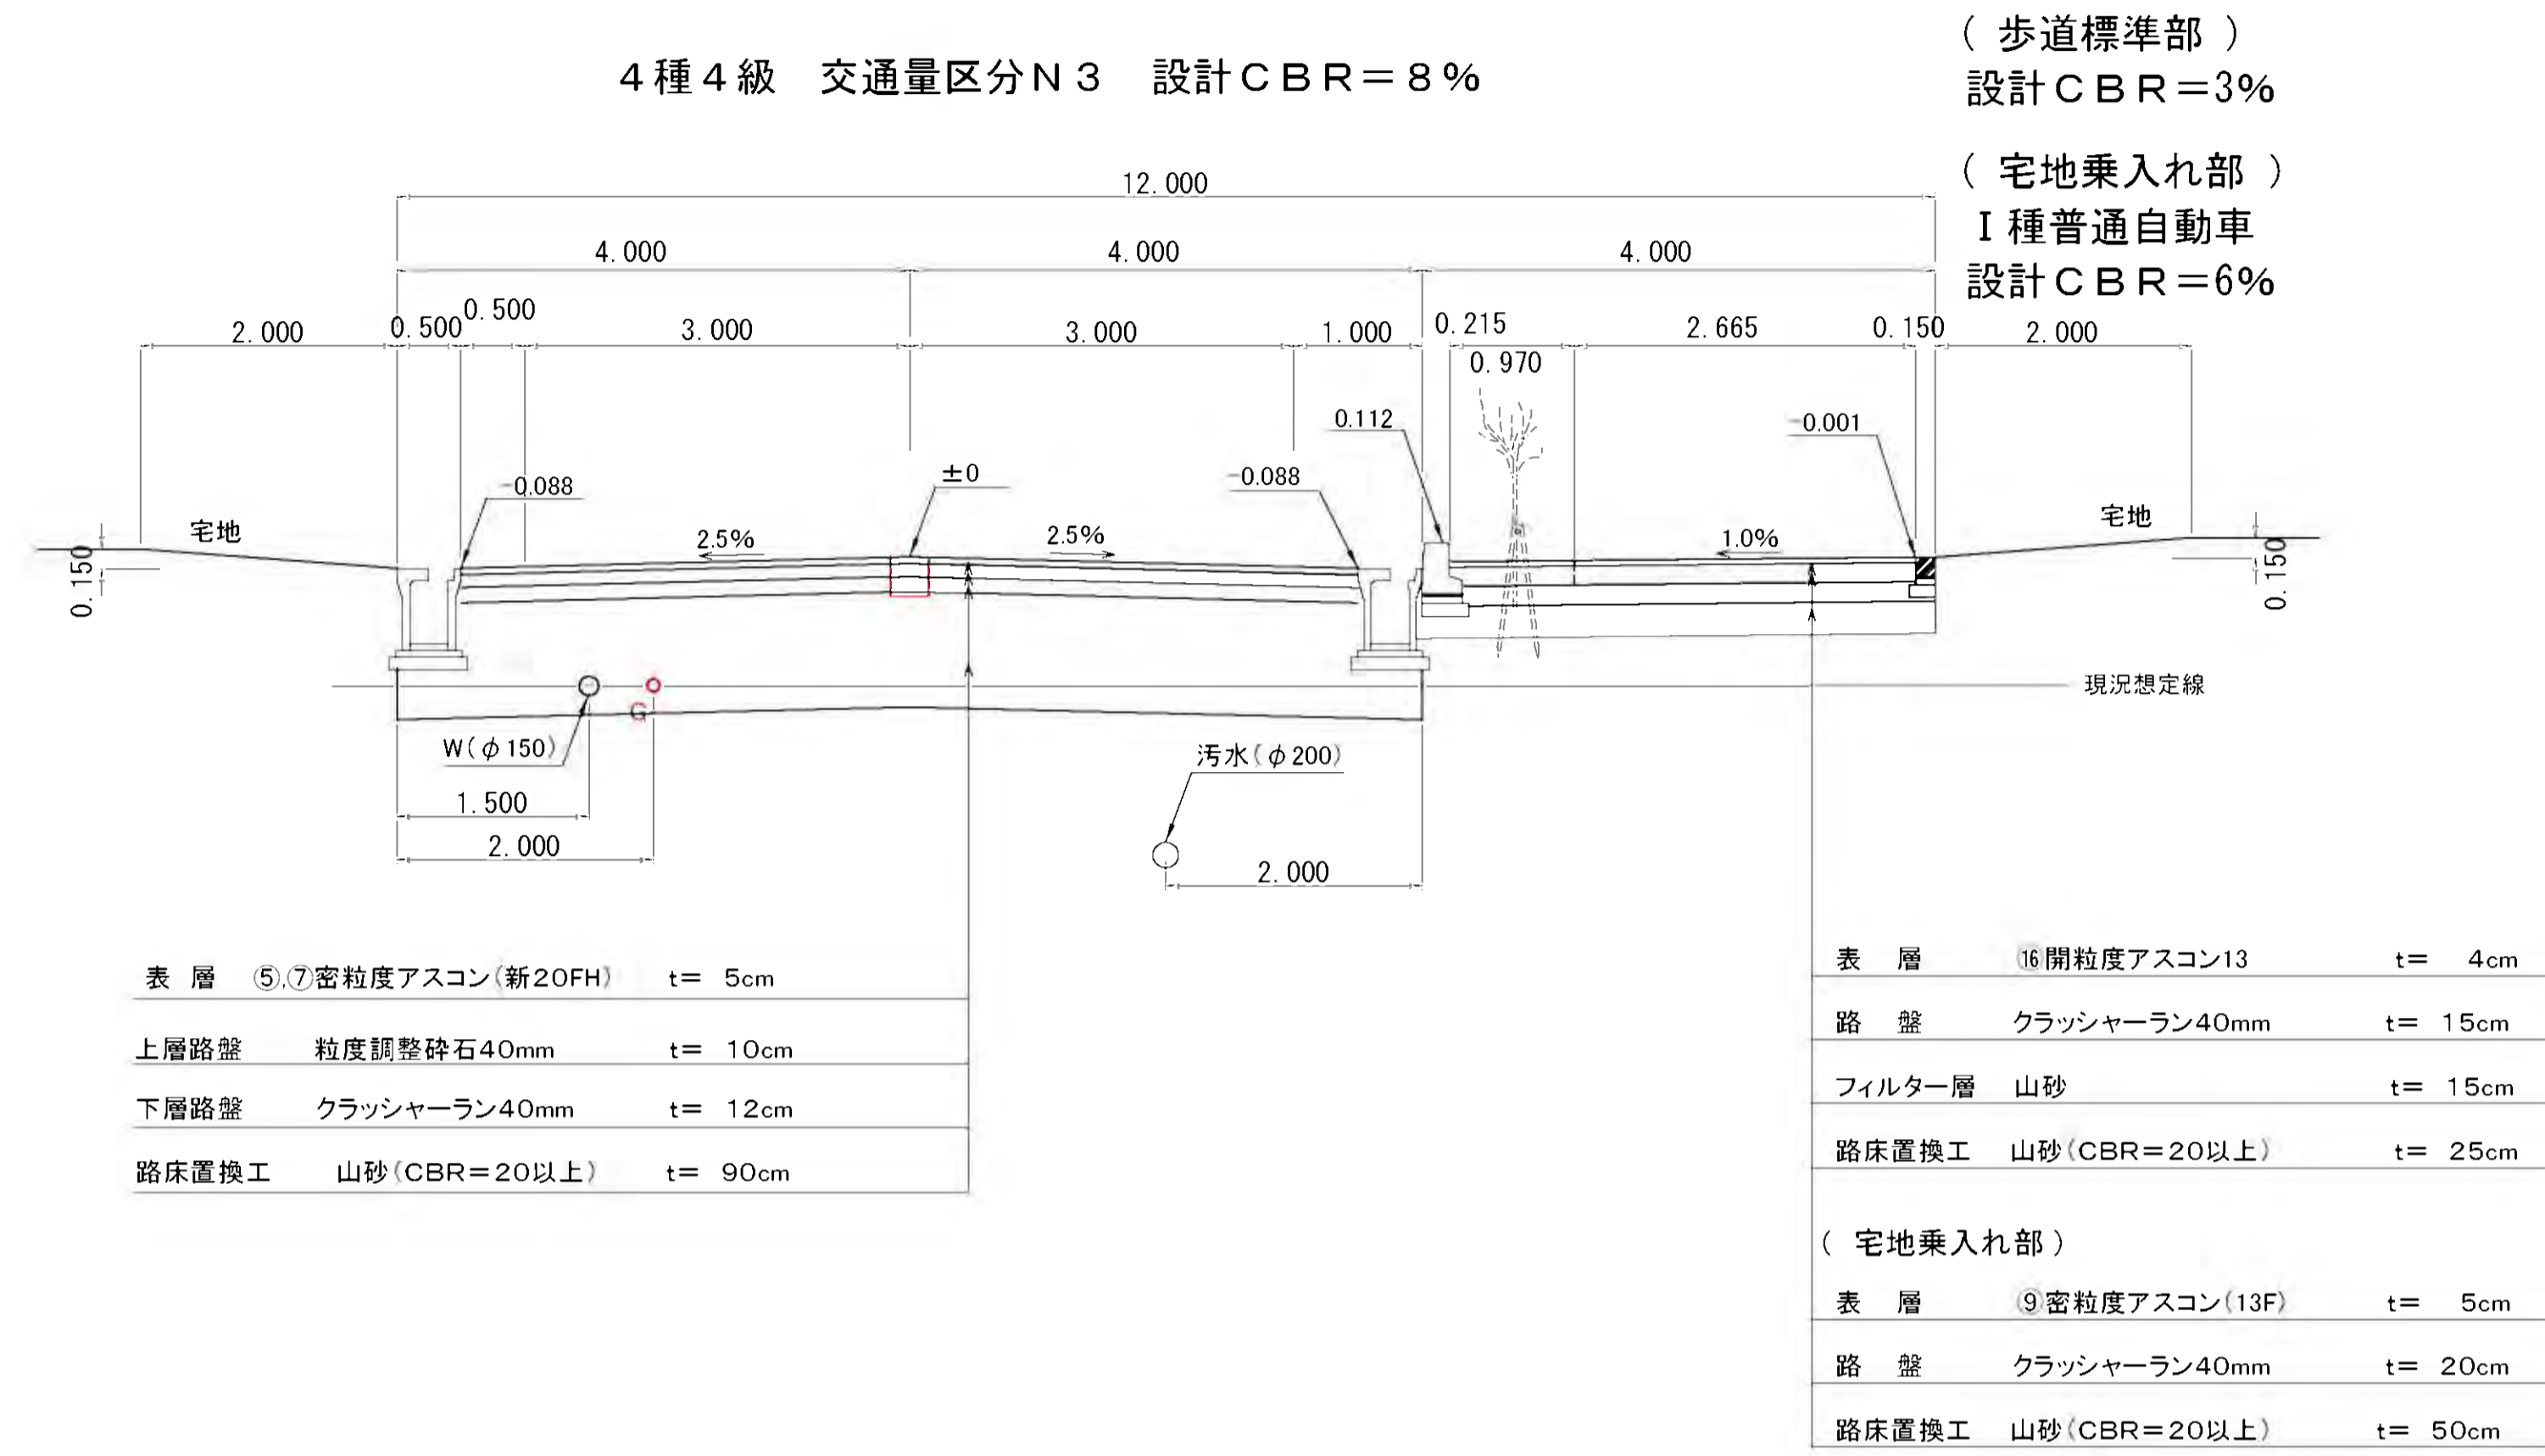 4種4級 交通量区分N3 設計CBR=8%
( 歩道標準部 )
設計CBR=3%
( 宅地乗入れ部 )
I種普通自動車
設計CBR=6%
12.000
4.000 4.000 4.000
2.000 0.500 0.500 3.000 3.000 1.000 0.215 0.970 2.665 0.150 2.000
0.112
-0.001
-0.088
±0
-0.088
宅地
2.5%
2.5%
1.0%
宅地
0.150
0.150
現況想定線
G
W(φ150)
汚水(φ200)
1.500
2.000
2.000
表 層 ⑤,⑦密粒度アスコン(新20FH) t= 5cm
上層路盤 粒度調整砕石40mm t= 10cm
下層路盤 クラッシャーラン40mm t= 12cm
路床置換工 山砂(CBR=20以上) t= 90cm
表 層 ⑯開粒度アスコン13 t= 4cm
路 盤 クラッシャーラン40mm t= 15cm
フィルター層 山砂 t= 15cm
路床置換工 山砂(CBR=20以上) t= 25cm
( 宅地乗入れ部)
表 層 ⑨密粒度アスコン(13F) t= 5cm
路 盤 クラッシャーラン40mm t= 20cm
路床置換工 山砂(CBR=20以上) t= 50cm